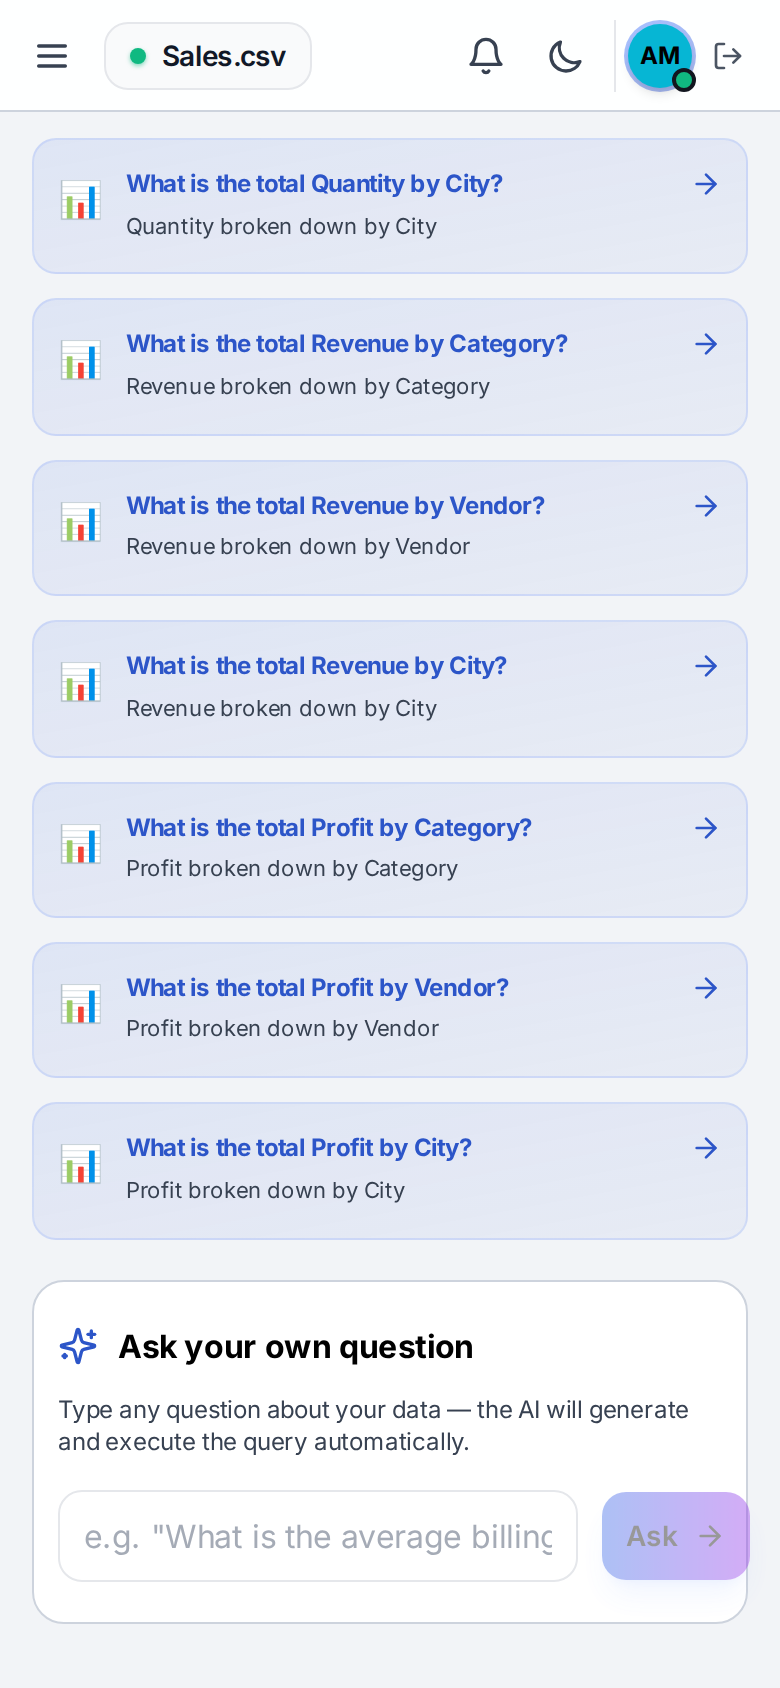 Sales.csv
AM
What is the total Quantity by City?
Quantity broken down by City
What is the total Revenue by Category?
Revenue broken down by Category
What is the total Revenue by Vendor?
Revenue broken down by Vendor
What is the total Revenue by City?
Revenue broken down by City
What is the total Profit by Category?
Profit broken down by Category
What is the total Profit by Vendor?
Profit broken down by Vendor
What is the total Profit by City?
Profit broken down by City
Ask your own question
Type any question about your data — the AI will generate
and execute the query automatically.
e.g. "What is the average billing
Ask